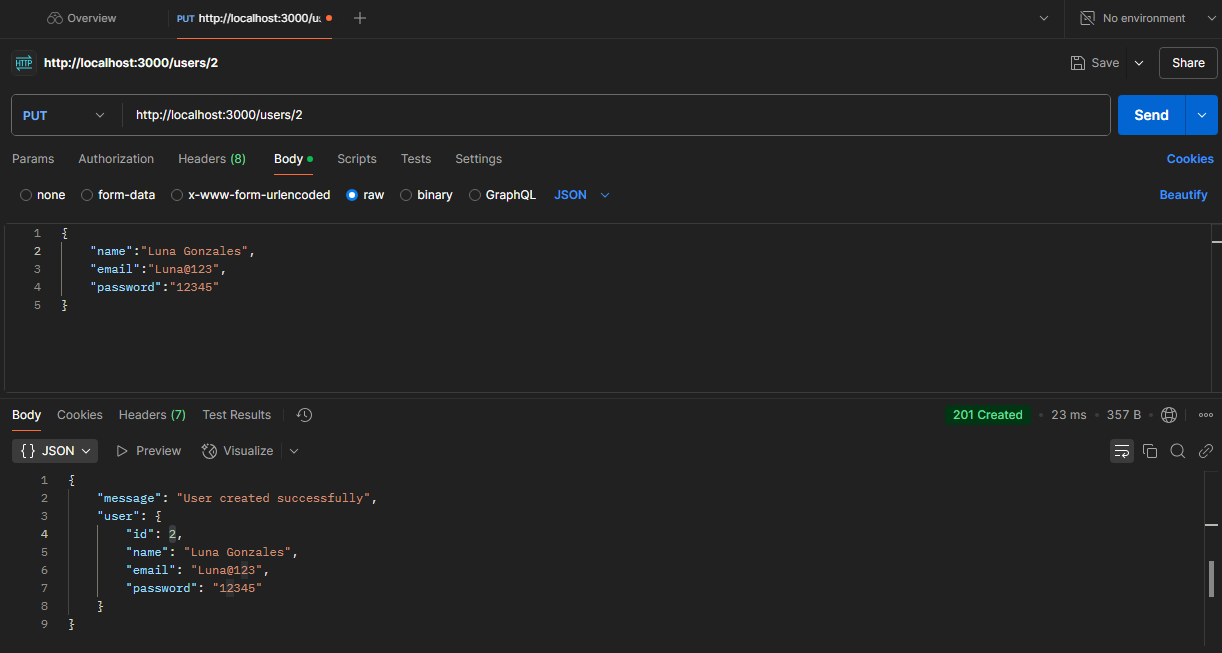 Overview
PUT http://localhost:3000/us
No environment
HTTP http://localhost:3000/users/2
Save
Share
PUT http://localhost:3000/users/2
Send
Params Authorization Headers (8) Body Scripts Tests Settings Cookies
none form-data x-www-form-urlencoded raw binary GraphQL JSON Beautify
1 {
2 "name":"Luna Gonzales",
3 "email":"Luna@123",
4 "password":"12345"
5 }
Body Cookies Headers (7) Test Results 201 Created • 23 ms • 357 B
{} JSON Preview Visualize
1 {
2 "message": "User created successfully",
3 "user": {
4 "id": 2,
5 "name": "Luna Gonzales",
6 "email": "Luna@123",
7 "password": "12345"
8 }
9 }